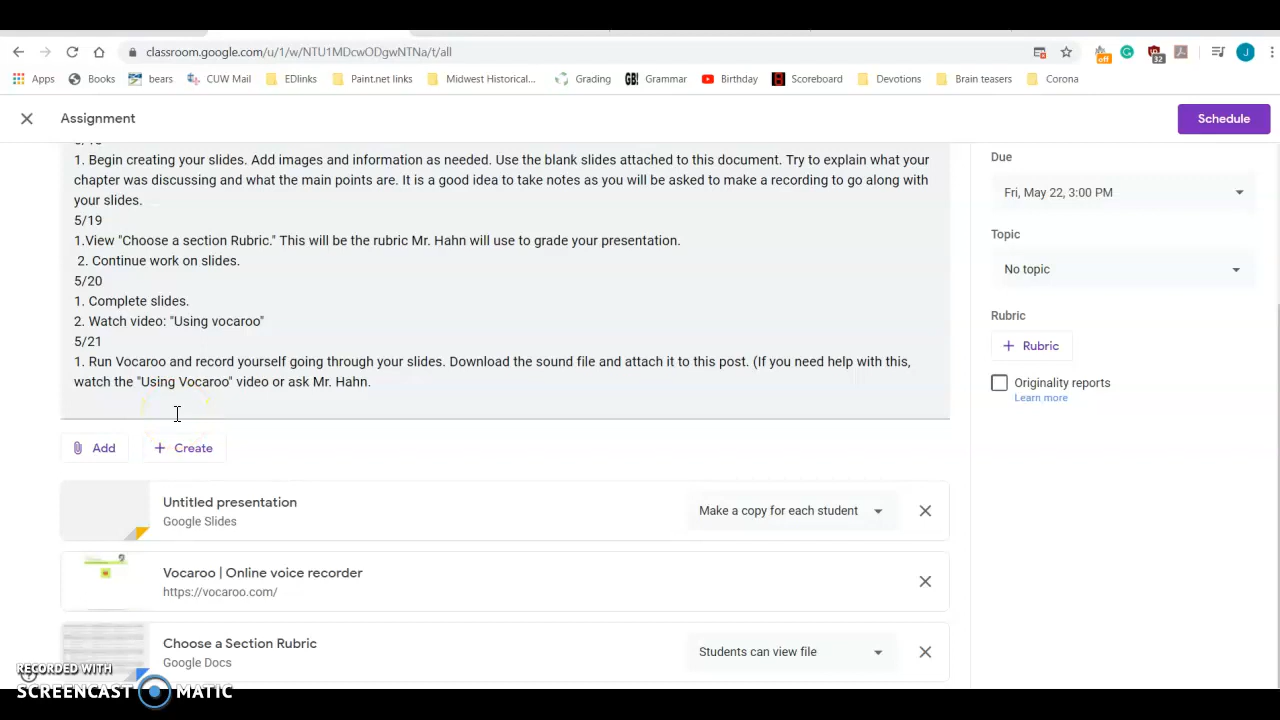 classroom.google.com/u/1/w/NTU1MDcwODgwNTNa/t/all
Apps Books bears CUW Mail EDlinks Paint.net links Midwest Historical... Grading GB! Grammar Birthday Scoreboard Devotions Brain teasers Corona
off 32 J
Assignment
Schedule
1. Begin creating your slides. Add images and information as needed. Use the blank slides attached to this document. Try to explain what your
chapter was discussing and what the main points are. It is a good idea to take notes as you will be asked to make a recording to go along with
your slides.
5/19
1.View "Choose a section Rubric." This will be the rubric Mr. Hahn will use to grade your presentation.
2. Continue work on slides.
5/20
1. Complete slides.
2. Watch video: "Using vocaroo"
5/21
1. Run Vocaroo and record yourself going through your slides. Download the sound file and attach it to this post. (If you need help with this,
watch the "Using Vocaroo" video or ask Mr. Hahn.
Add
+ Create
Untitled presentation
Google Slides
Make a copy for each student
Vocaroo | Online voice recorder
https://vocaroo.com/
Choose a Section Rubric
Google Docs
Students can view file
Due
Fri, May 22, 3:00 PM
Topic
No topic
Rubric
+ Rubric
Originality reports
Learn more
RECORDED WITH
SCREENCAST MATIC